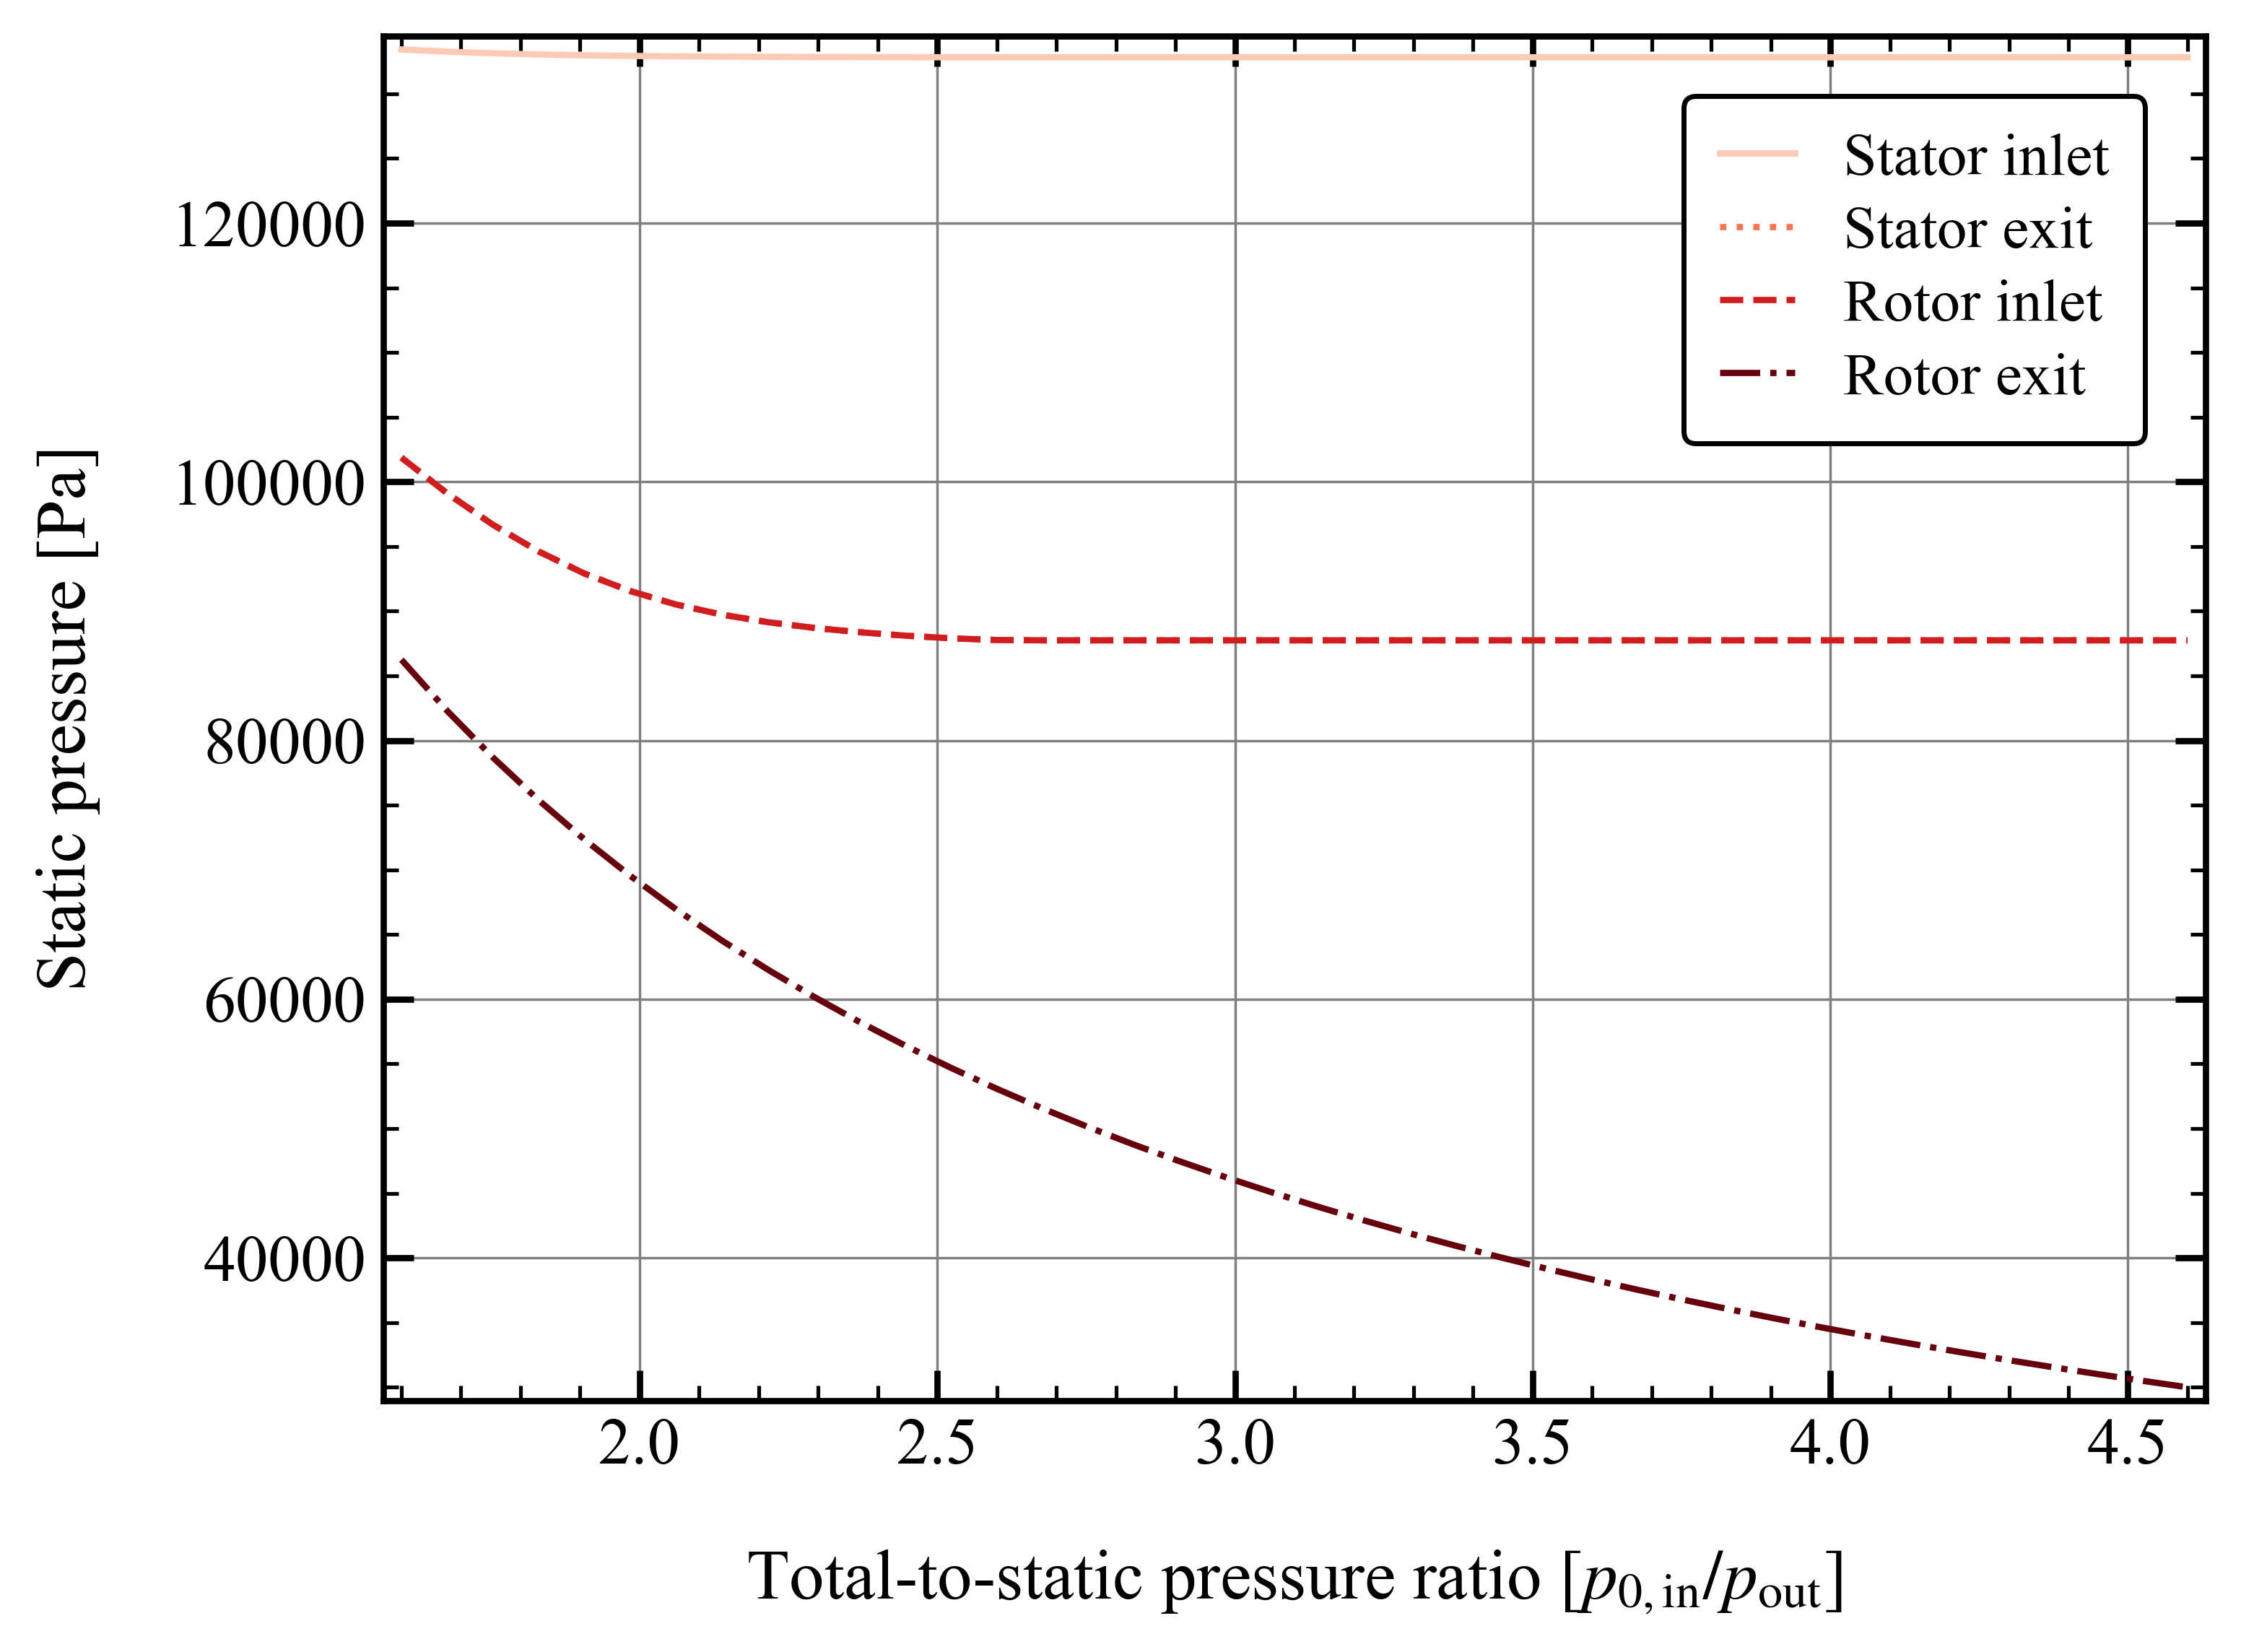 Static pressure [Pa]
120000
100000
80000
60000
40000
Stator inlet
Stator exit
Rotor inlet
Rotor exit
2.0 2.5 3.0 3.5 4.0 4.5
Total-to-static pressure ratio [p0, in/pout]